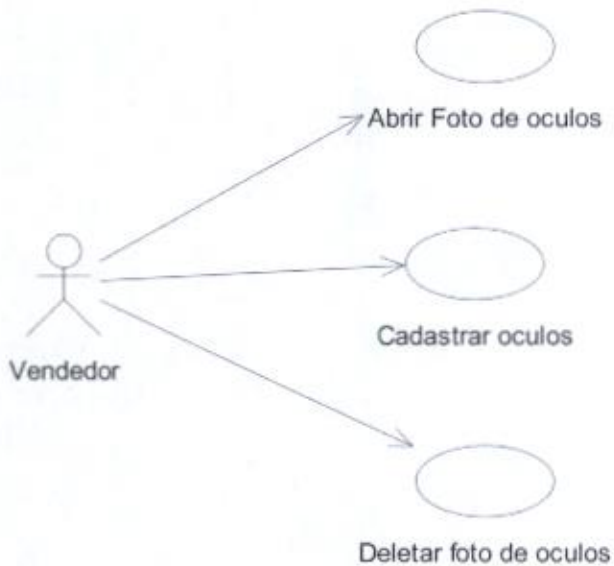 Abrir Foto de oculos
Cadastrar oculos
Vendedor
Deletar foto de oculos